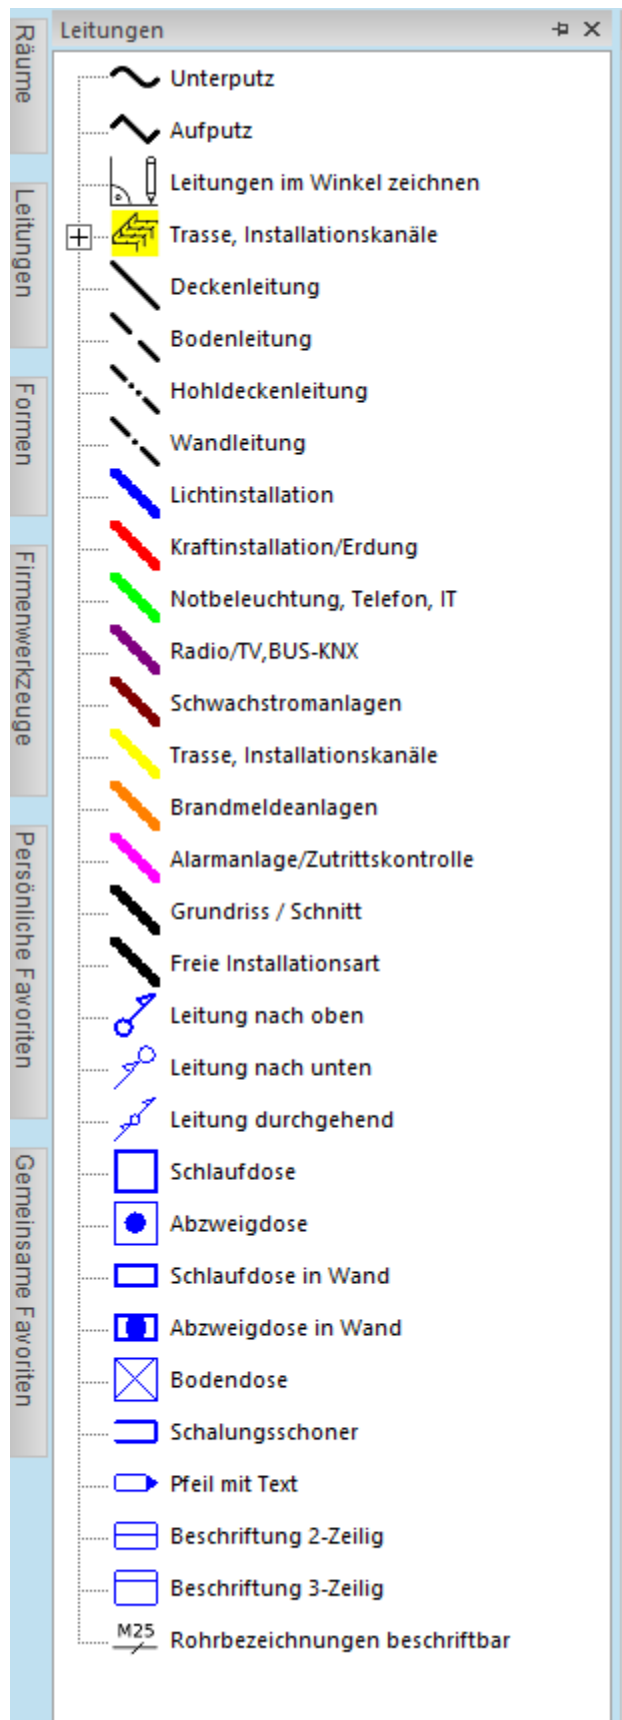 Leitungen
Räume
Leitungen
Formen
Firmenwerkzeuge
Persönliche Favoriten
Gemeinsame Favoriten
Unterputz
Aufputz
Leitungen im Winkel zeichnen
Trasse, Installationskanäle
Deckenleitung
Bodenleitung
Hohldeckenleitung
Wandleitung
Lichtinstallation
Kraftinstallation/Erdung
Notbeleuchtung, Telefon, IT
Radio/TV,BUS-KNX
Schwachstromanlagen
Trasse, Installationskanäle
Brandmeldeanlagen
Alarmanlage/Zutrittskontrolle
Grundriss / Schnitt
Freie Installationsart
Leitung nach oben
Leitung nach unten
Leitung durchgehend
Schlaufdose
Abzweigdose
Schlaufdose in Wand
Abzweigdose in Wand
Bodendose
Schalungsschoner
Pfeil mit Text
Beschriftung 2-Zeilig
Beschriftung 3-Zeilig
M25 Rohrbezeichnungen beschriftbar